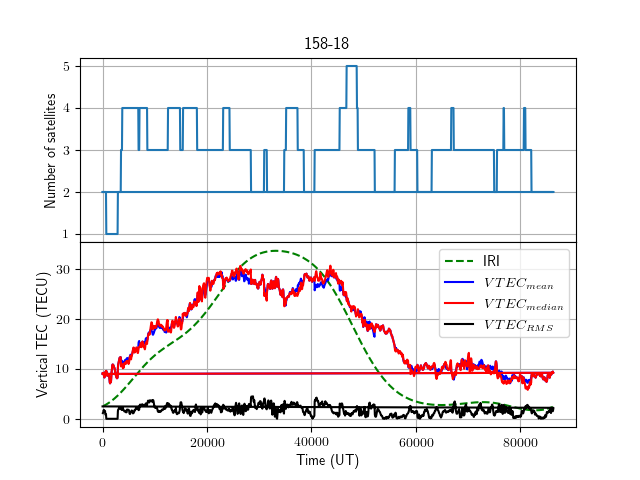 158-18
Number of satellites
5
4
3
2
1
Vertical TEC (TECU)
30
20
10
0
IRI
VTEC_mean
VTEC_median
VTEC_RMS
0 20000 40000 60000 80000
Time (UT)